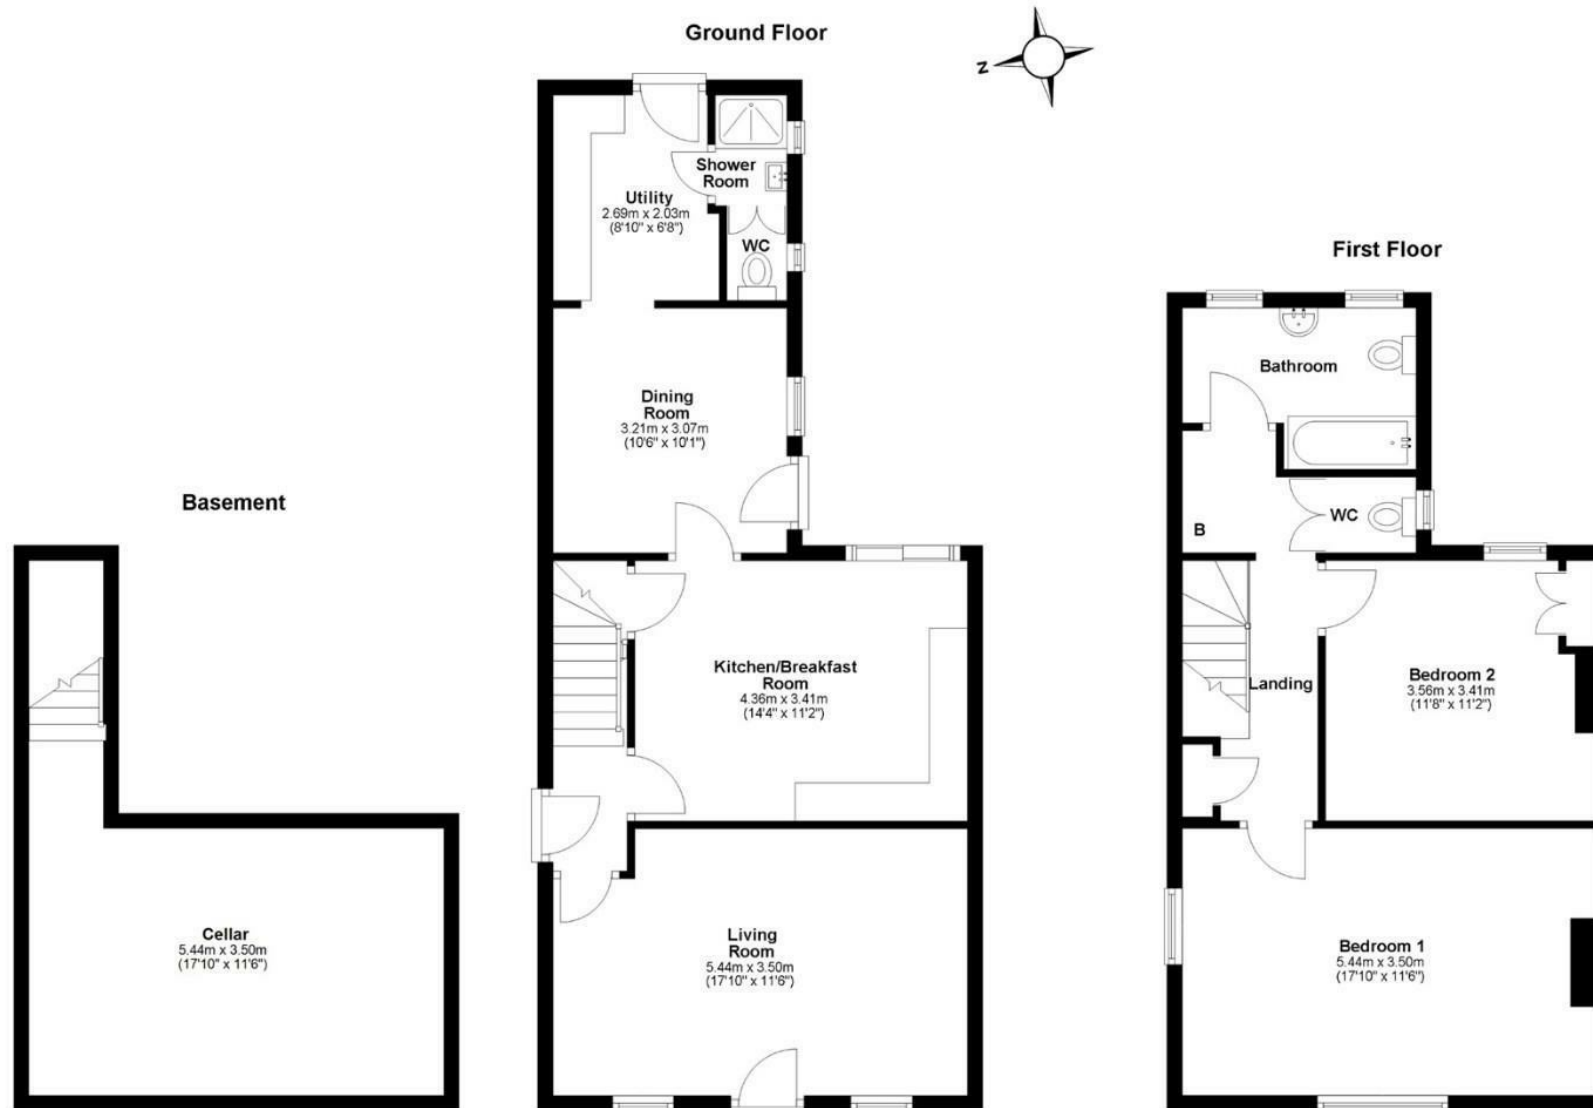 Ground Floor
N
Shower
Room
Utility
2.69m x 2.03m
(8'10" x 6'8")
WC
First Floor
Dining
Room
3.21m x 3.07m
(10'6" x 10'1")
Bathroom
Basement
WC
B
Kitchen/Breakfast
Room
4.36m x 3.41m
(14'4" x 11'2")
Landing
Bedroom 2
3.56m x 3.41m
(11'8" x 11'2")
Cellar
5.44m x 3.50m
(17'10" x 11'6")
Living
Room
5.44m x 3.50m
(17'10" x 11'6")
Bedroom 1
5.44m x 3.50m
(17'10" x 11'6")